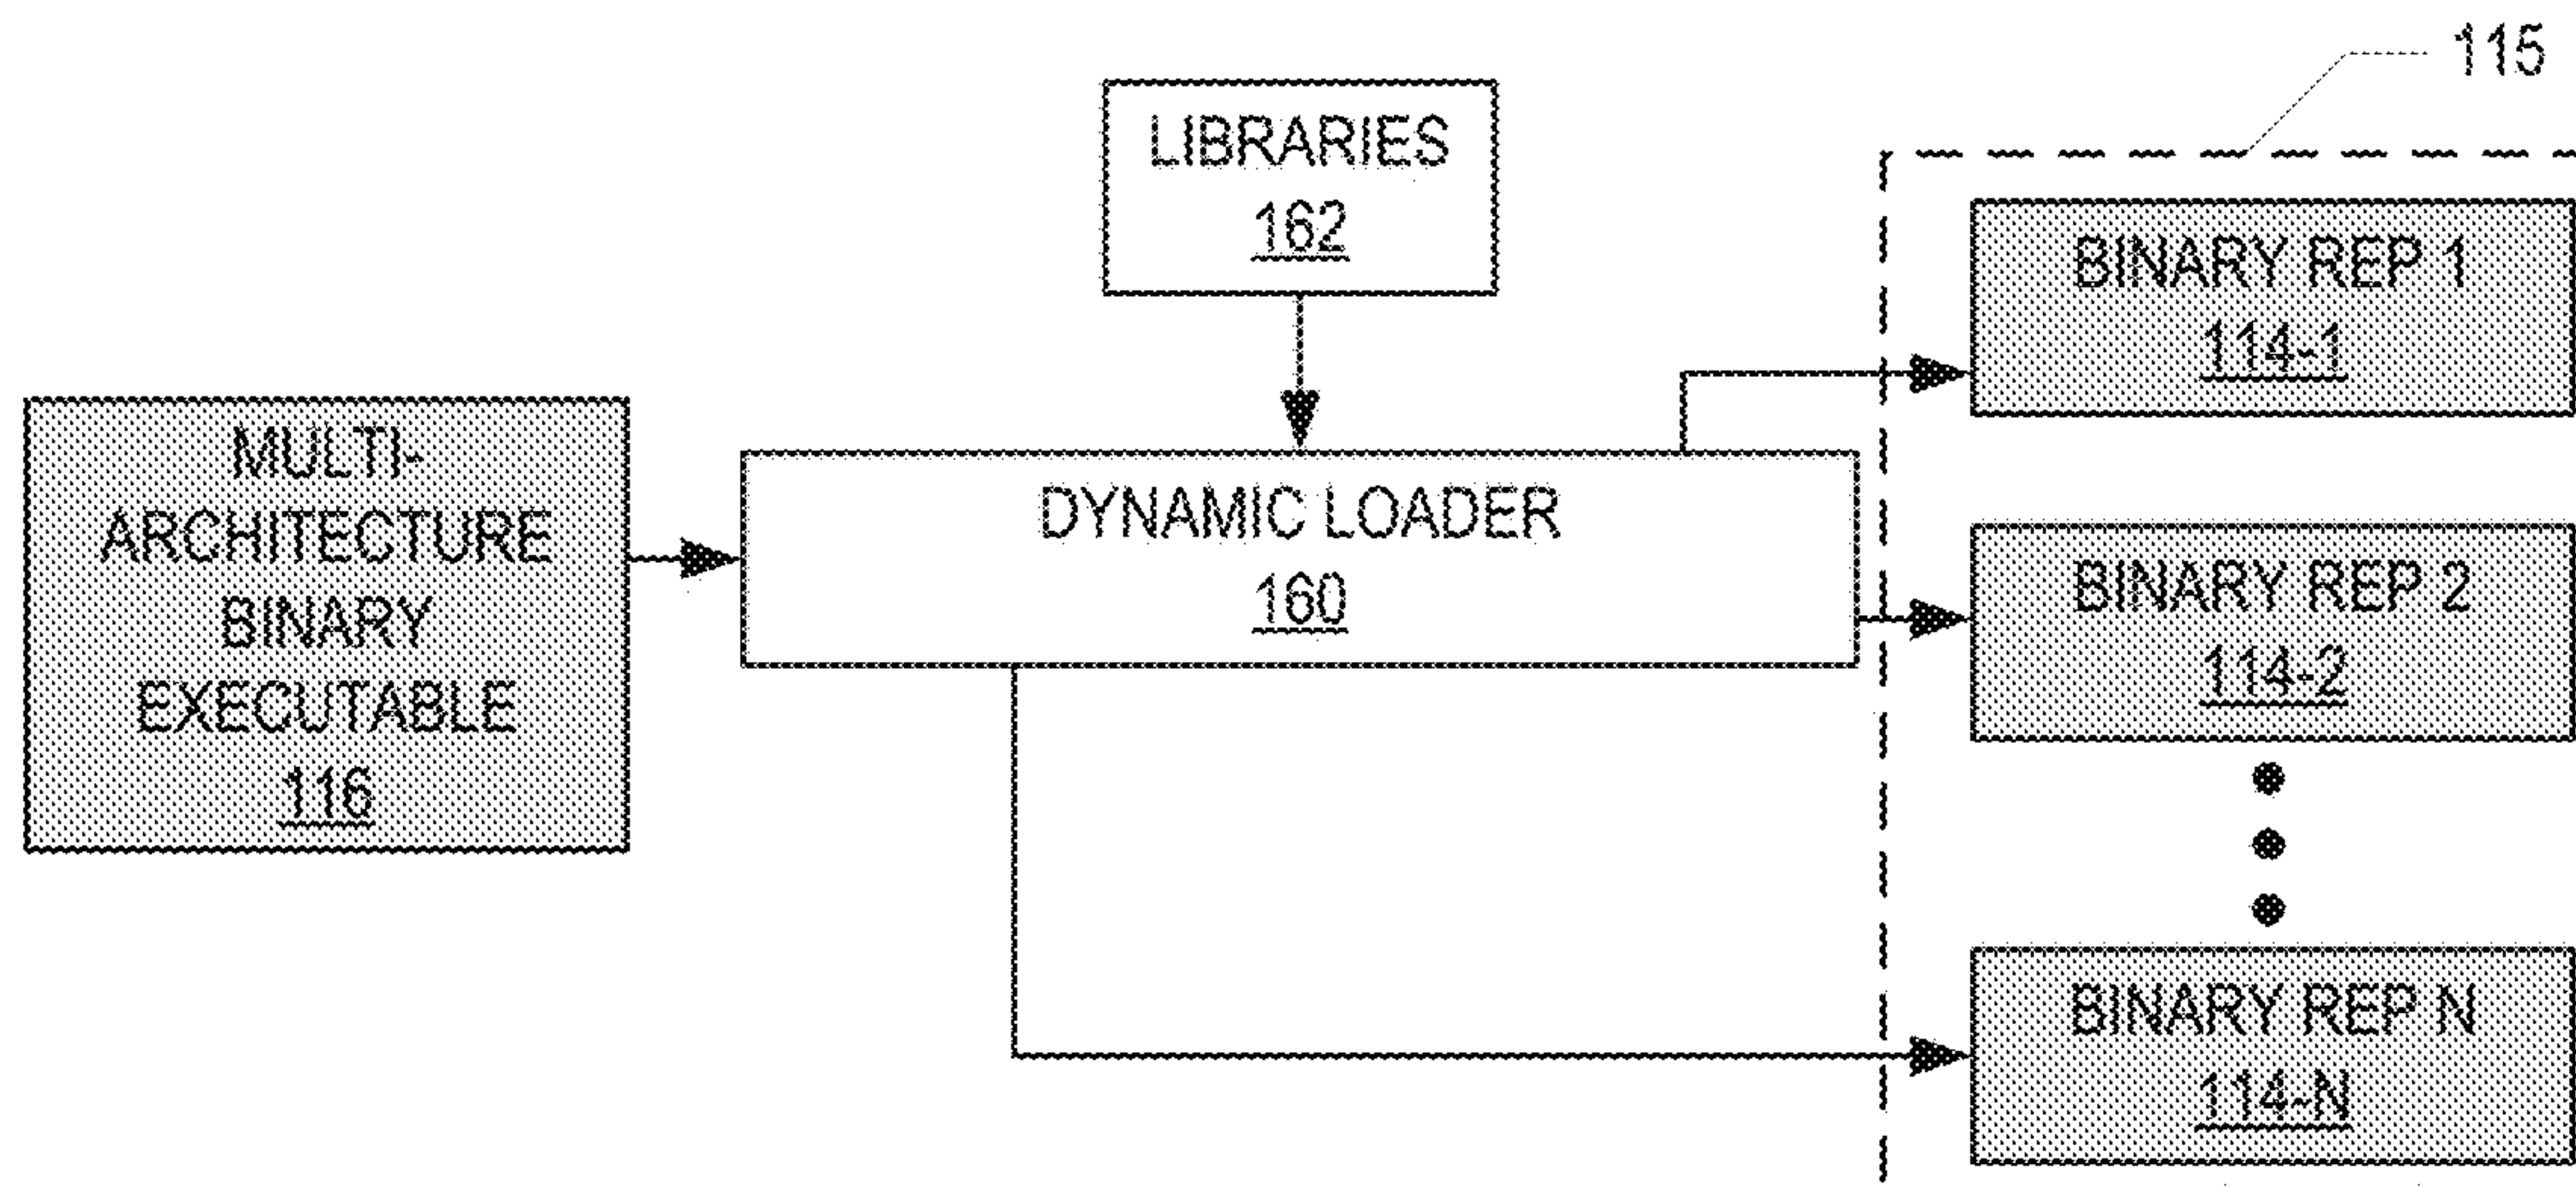 115
LIBRARIES
162
BINARY REP 1
114-1
MULTI-
ARCHITECTURE
BINARY
EXECUTABLE
116
DYNAMIC LOADER
160
BINARY REP 2
114-2
BINARY REP N
114-N